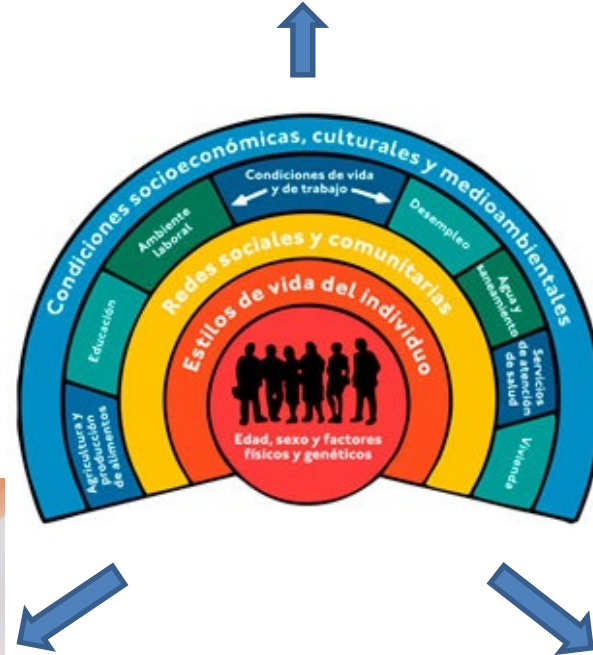 Condiciones socioeconómicas, culturales y medioambientales
Condiciones de vida
y de trabajo
Agricultura y
producción
de alimentos
Educación
Ambiente
laboral
Desempleo
Agua y
saneamiento
Servicios
de atención
de salud
Vivienda
Redes sociales y comunitarias
Estilos de vida del individuo
Edad, sexo y factores
físicos y genéticos